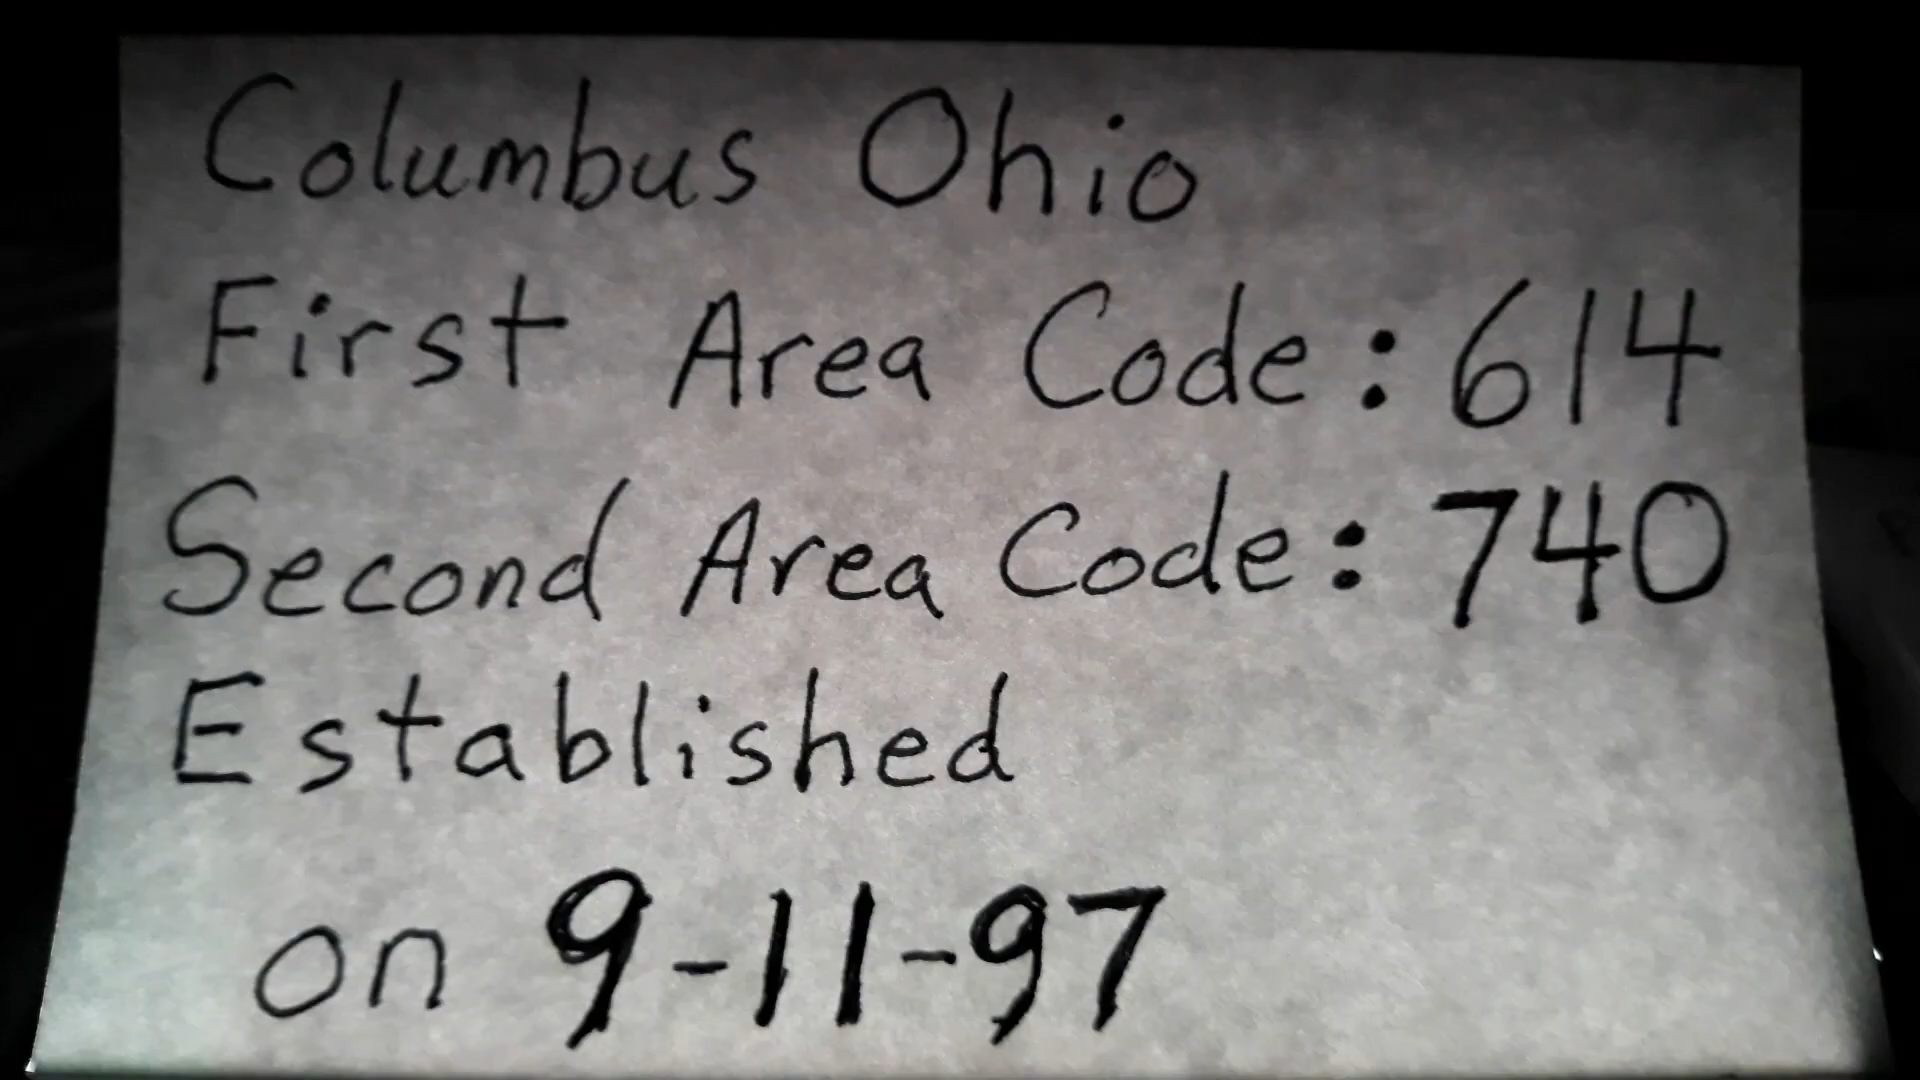 Columbus Ohio
First Area Code: 614
Second Area Code: 740
Established
on 9-11-97